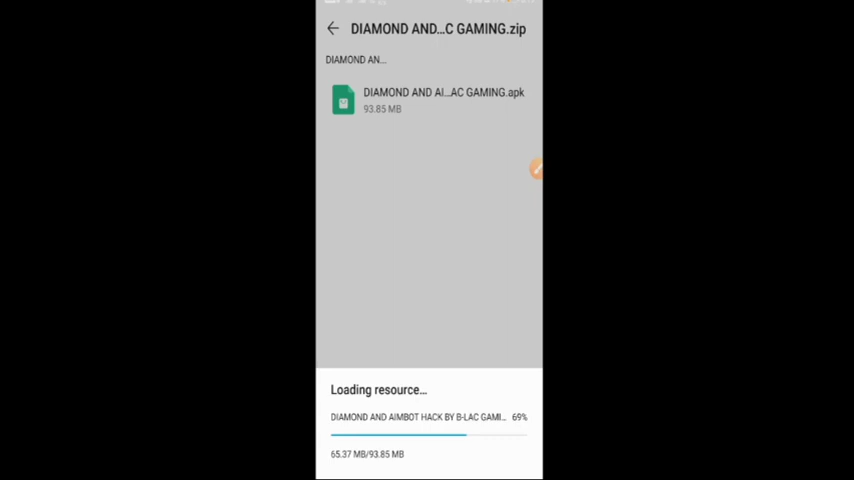 DIAMOND AND...C GAMING.zip
DIAMOND AN...
DIAMOND AND AI...AC GAMING.apk
93.85 MB
Loading resource...
DIAMOND AND AIMBOT HACK BY B-LAC GAMI... 69%
65.37 MB/93.85 MB